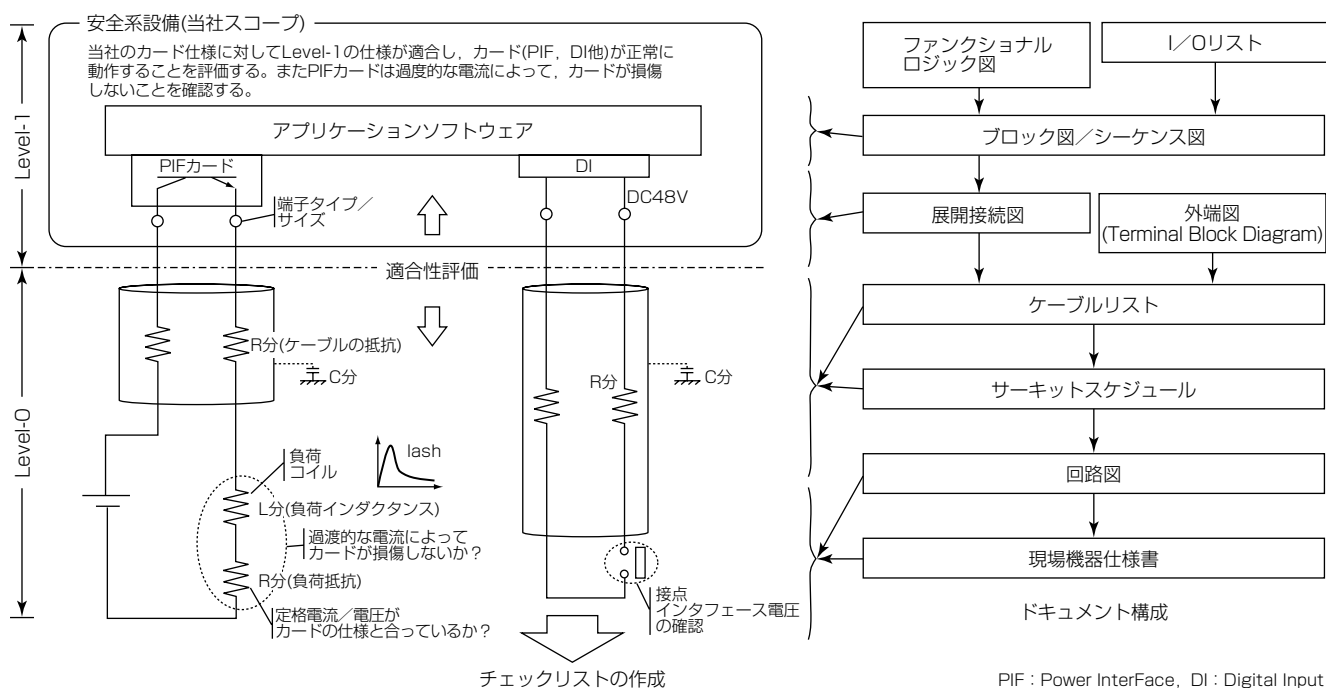 安全系設備(当社スコープ)
当社のカード仕様に対してLevel-1の仕様が適合し，カード(PIF，DI他)が正常に
動作することを評価する。またPIFカードは過度的な電流によって，カードが損傷
しないことを確認する。
アプリケーションソフトウェア
PIFカード
DI
DC48V
端子タイプ／
サイズ
Level-1
適合性評価
Level-0
R分(ケーブルの抵抗)
C分
R分
C分
負荷
コイル
Iash
L分(負荷インダクタンス)
過渡的な電流によって
カードが損傷しないか？
R分(負荷抵抗)
定格電流／電圧が
カードの仕様と合っているか？
接点
インタフェース電圧
の確認
チェックリストの作成
ファンクショナル
ロジック図
I／Oリスト
ブロック図／シーケンス図
展開接続図
外端図
(Terminal Block Diagram)
ケーブルリスト
サーキットスケジュール
回路図
現場機器仕様書
ドキュメント構成
PIF：Power InterFace，DI：Digital Input